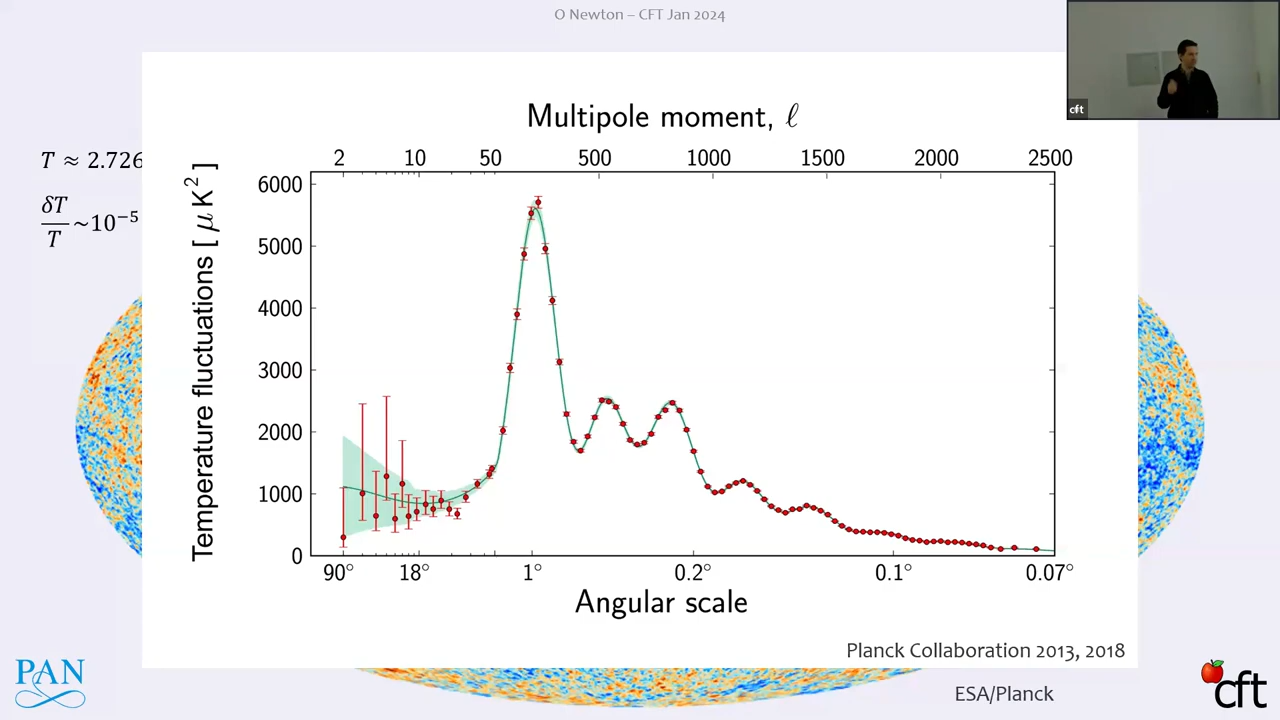 O Newton – CFT Jan 2024
cft
T ≈ 2.726
δT
T
~10⁻⁵
Multipole moment, ℓ
2 10 50 500 1000 1500 2000 2500
Temperature fluctuations [ μ K² ]
6000
5000
4000
3000
2000
1000
0
90° 18° 1° 0.2° 0.1° 0.07°
Angular scale
Planck Collaboration 2013, 2018
ESA/Planck
PAN
cft